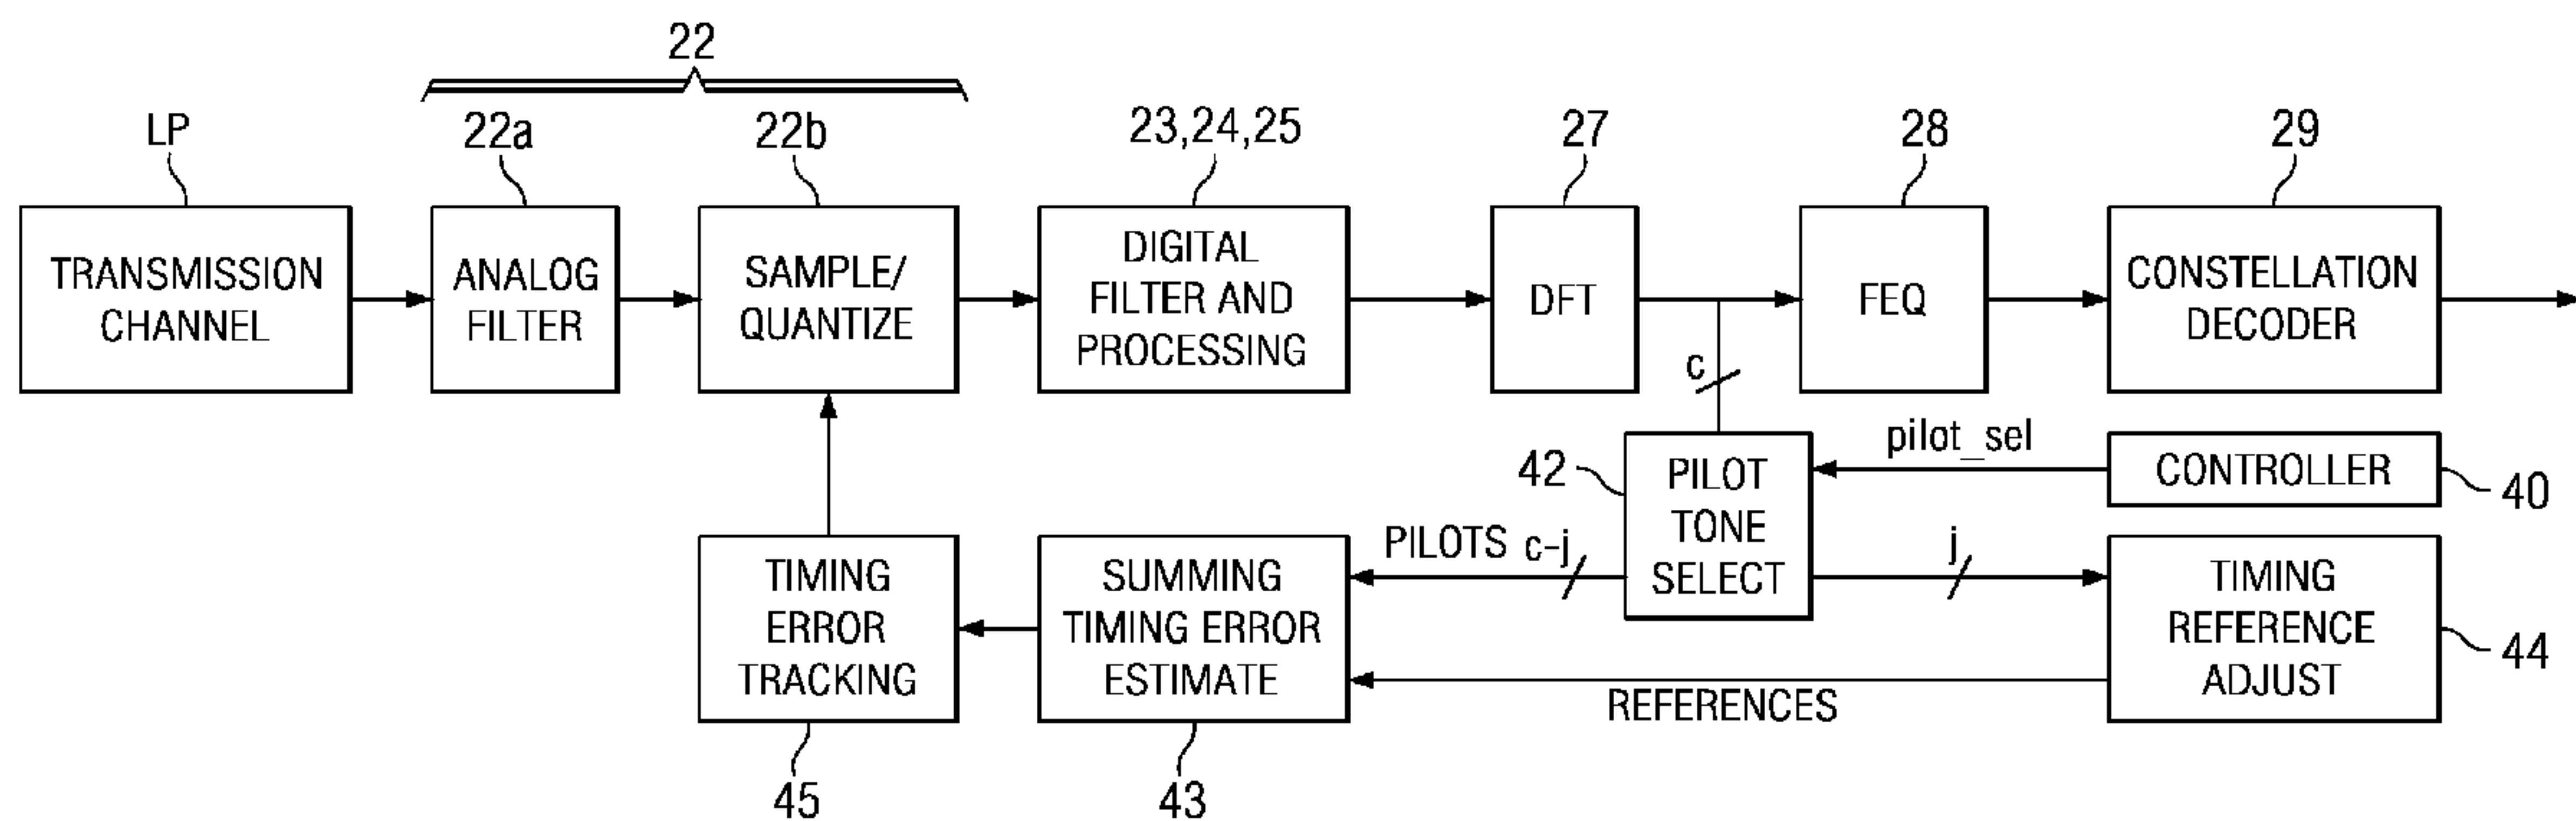 22
LP
22a
22b
23,24,25
27
28
29
TRANSMISSION
CHANNEL
ANALOG
FILTER
SAMPLE/
QUANTIZE
DIGITAL
FILTER AND
PROCESSING
DFT
FEQ
CONSTELLATION
DECODER
c
pilot_sel
42
PILOT
TONE
SELECT
CONTROLLER
40
PILOTS c-j
j
TIMING
ERROR
TRACKING
SUMMING
TIMING ERROR
ESTIMATE
TIMING
REFERENCE
ADJUST
44
REFERENCES
45
43